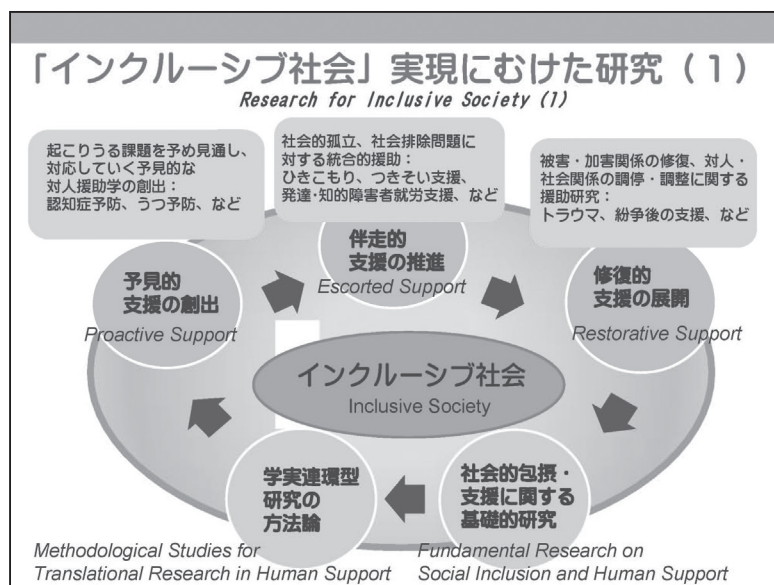 「インクルーシブ社会」実現にむけた研究（1）
Research for Inclusive Society (1)
起こりうる課題を予め見通し、
対応していく予見的な
対人援助学の創出：
認知症予防、うつ予防、など
社会的孤立、社会排除問題に
対する統合的援助：
ひきこもり、つきそい支援、
発達・知的障害者就労支援、など
被害・加害関係の修復、対人・
社会関係の調停・調整に関する
援助研究：
トラウマ、紛争後の支援、など
予見的
支援の創出
Proactive Support
伴走的
支援の推進
Escorted Support
修復的
支援の展開
Restorative Support
インクルーシブ社会
Inclusive Society
学実連環型
研究の
方法論
Methodological Studies for
Translational Research in Human Support
社会的包摂・
支援に関する
基礎的研究
Fundamental Research on
Social Inclusion and Human Support